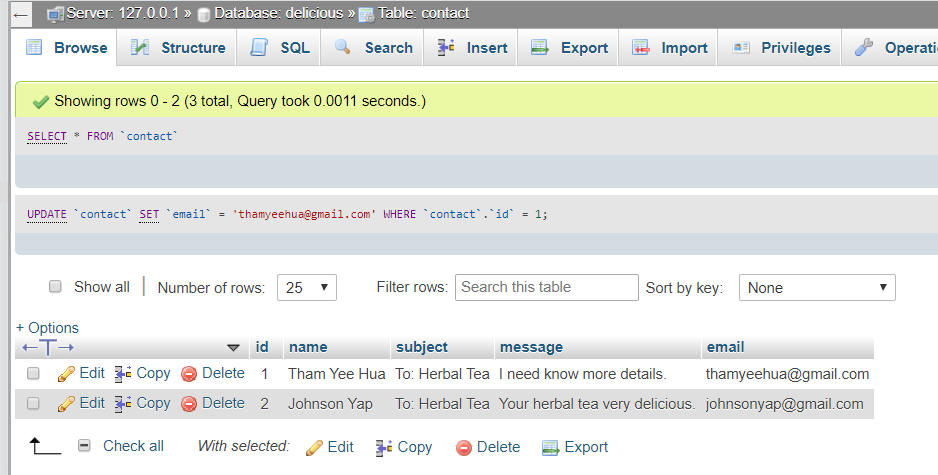 ← Server: 127.0.0.1 » Database: delicious » Table: contact
Browse Structure SQL Search Insert Export Import Privileges Operati
Showing rows 0 - 2 (3 total, Query took 0.0011 seconds.)
SELECT * FROM `contact`
UPDATE `contact` SET `email` = 'thamyeehua@gmail.com' WHERE `contact`.`id` = 1;
Show all | Number of rows: 25 Filter rows: Search this table Sort by key: None
+ Options
←T→ id name subject message email
Edit Copy Delete 1 Tham Yee Hua To: Herbal Tea I need know more details. thamyeehua@gmail.com
Edit Copy Delete 2 Johnson Yap To: Herbal Tea Your herbal tea very delicious. johnsonyap@gmail.com
Check all With selected: Edit Copy Delete Export